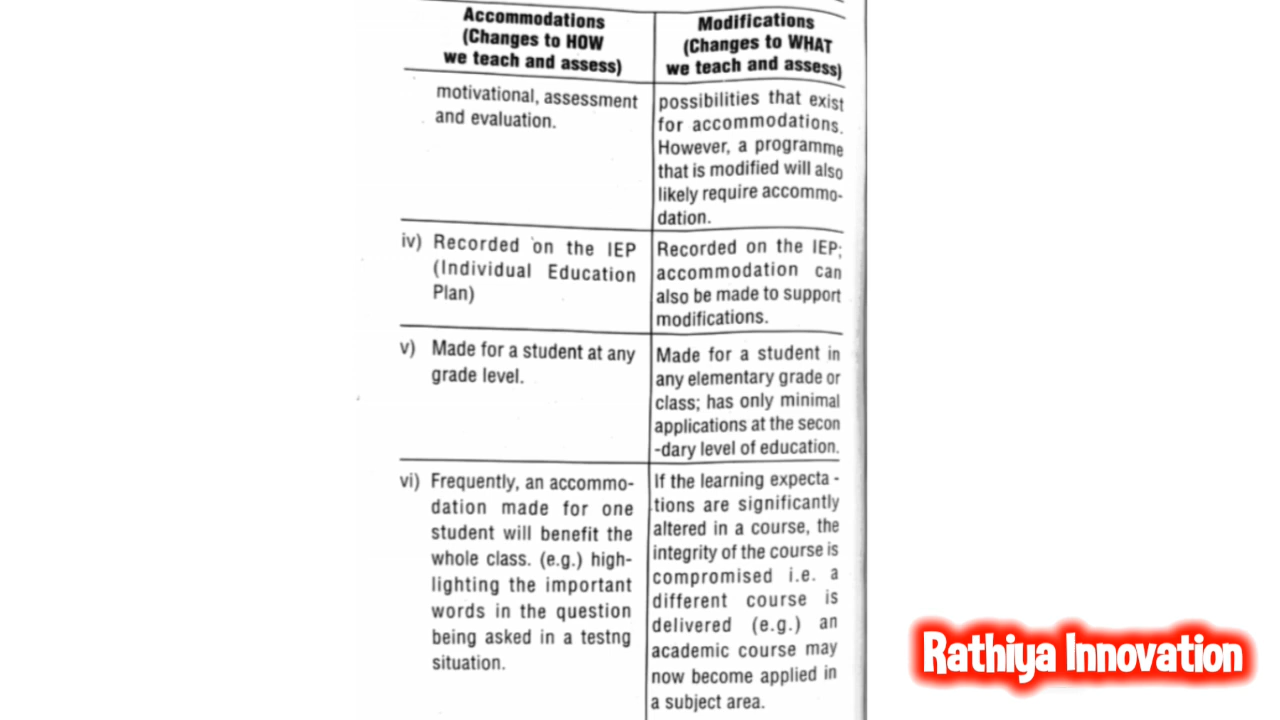 Accommodations
(Changes to HOW
we teach and assess)
Modifications
(Changes to WHAT
we teach and assess)
motivational, assessment
and evaluation.
possibilities that exist
for accommodations.
However, a programme
that is modified will also
likely require accommo-
dation.
iv) Recorded on the IEP
(Individual Education
Plan)
Recorded on the IEP;
accommodation can
also be made to support
modifications.
v) Made for a student at any
grade level.
Made for a student in
any elementary grade or
class; has only minimal
applications at the secon
-dary level of education.
vi) Frequently, an accommo-
dation made for one
student will benefit the
whole class. (e.g.) high-
lighting the important
words in the question
being asked in a testng
situation.
If the learning expecta -
tions are significantly
altered in a course, the
integrity of the course is
compromised i.e. a
different course is
delivered (e.g.) an
academic course may
now become applied in
a subject area.
Rathiya Innovation